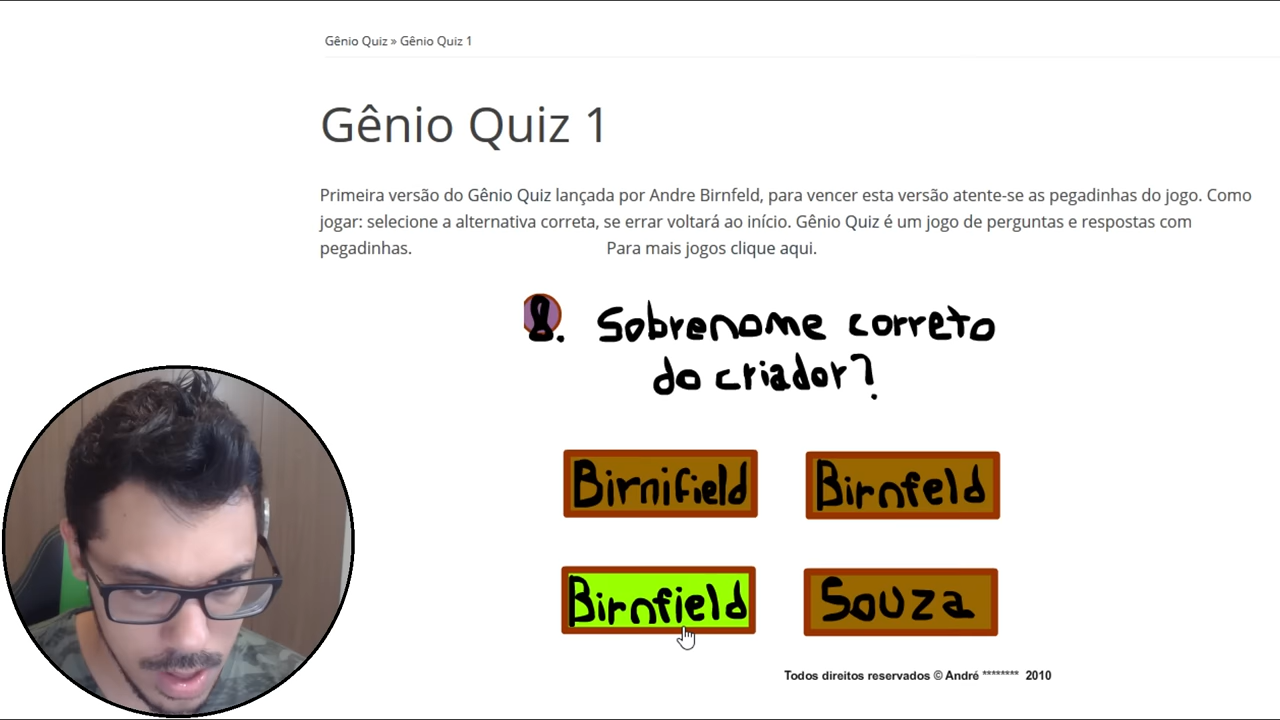 Gênio Quiz » Gênio Quiz 1
Gênio Quiz 1
Primeira versão do Gênio Quiz lançada por Andre Birnfeld, para vencer esta versão atente-se as pegadinhas do jogo. Como
jogar: selecione a alternativa correta, se errar voltará ao início. Gênio Quiz é um jogo de perguntas e respostas com
pegadinhas. Para mais jogos clique aqui.
8. Sobrenome correto
do criador?
Birnifield Birnfeld
Birnfield Souza
Todos direitos reservados © André ******** 2010